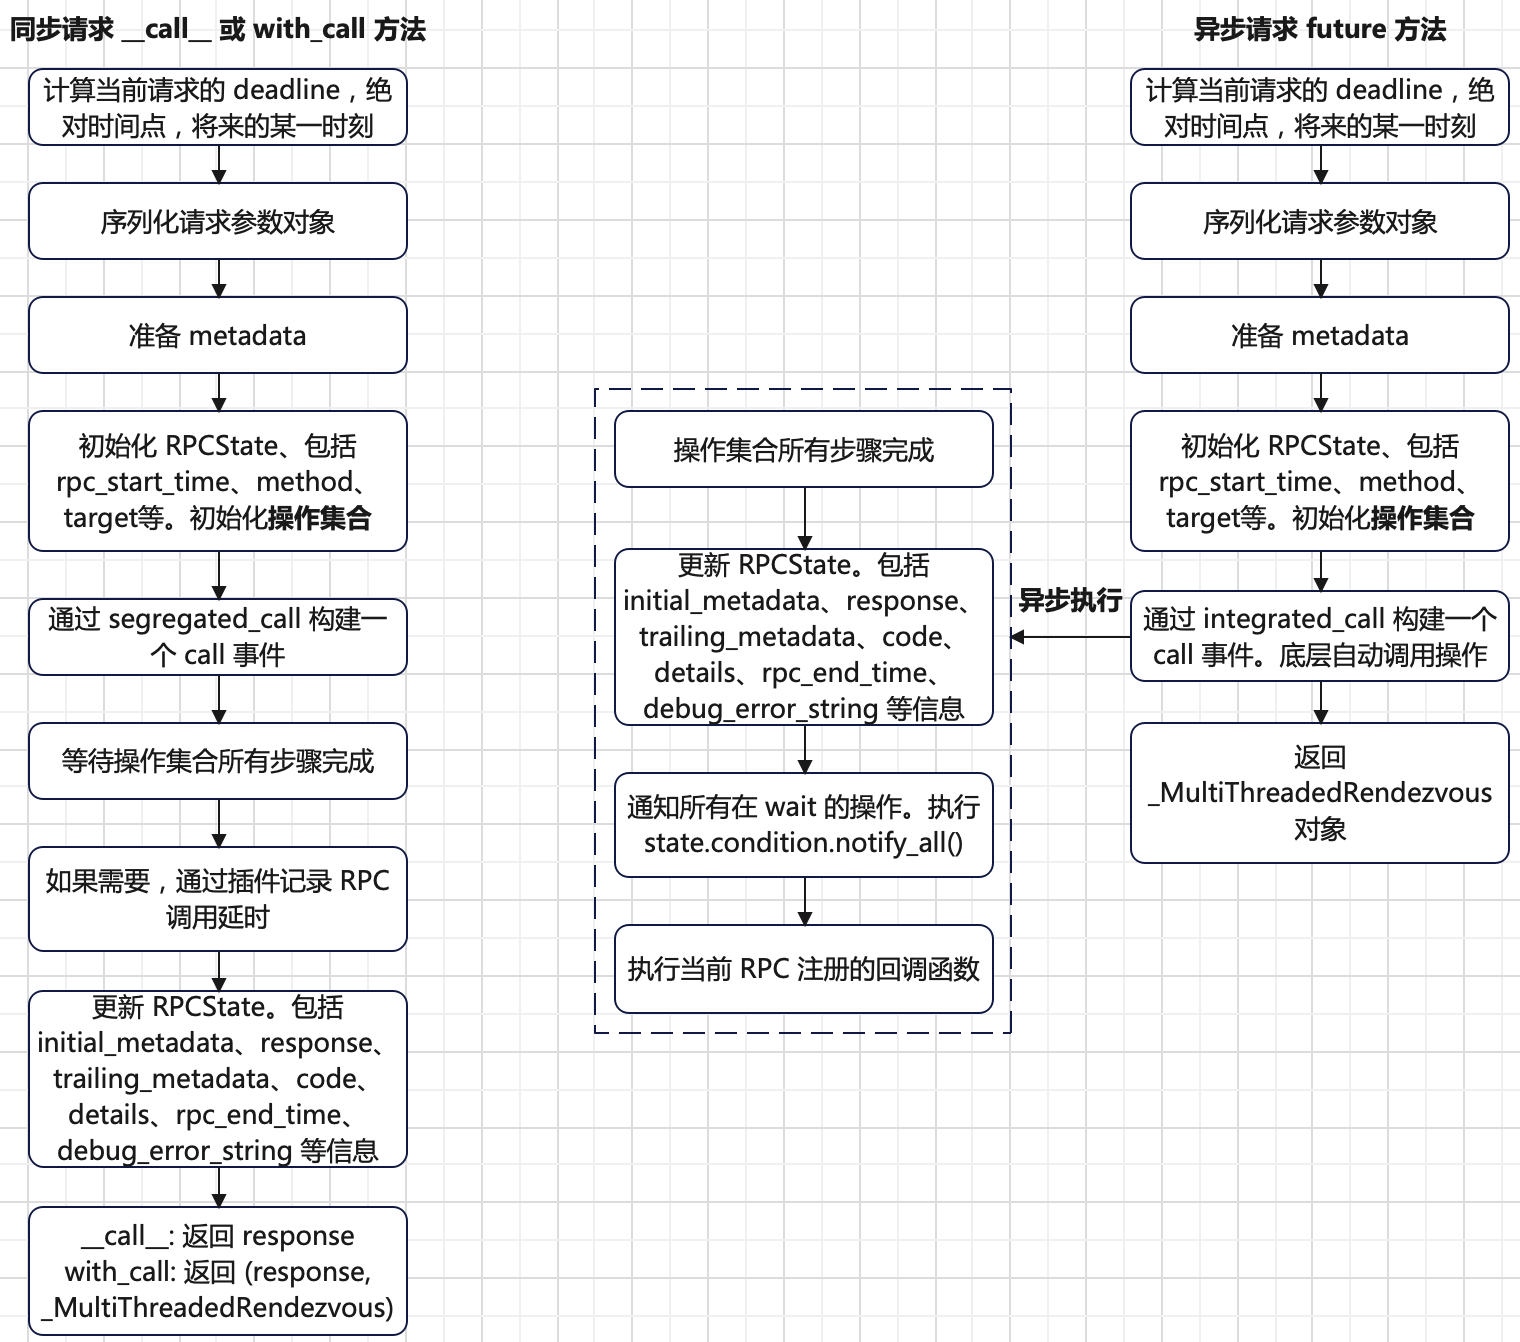 同步请求 __call__ 或 with_call 方法
计算当前请求的 deadline，绝
对时间点，将来的某一时刻
序列化请求参数对象
准备 metadata
初始化 RPCState、包括
rpc_start_time、method、
target等。初始化操作集合
通过 segregated_call 构建一
个 call 事件
等待操作集合所有步骤完成
如果需要，通过插件记录 RPC
调用延时
更新 RPCState。包括
initial_metadata、response、
trailing_metadata、code、
details、rpc_end_time、
debug_error_string 等信息
__call__: 返回 response
with_call: 返回 (response,
_MultiThreadedRendezvous)
操作集合所有步骤完成
更新 RPCState。包括
initial_metadata、response、
trailing_metadata、code、
details、rpc_end_time、
debug_error_string 等信息
通知所有在 wait 的操作。执行
state.condition.notify_all()
执行当前 RPC 注册的回调函数
异步执行
异步请求 future 方法
计算当前请求的 deadline，绝
对时间点，将来的某一时刻
序列化请求参数对象
准备 metadata
初始化 RPCState、包括
rpc_start_time、method、
target等。初始化操作集合
通过 integrated_call 构建一个
call 事件。底层自动调用操作
返回
_MultiThreadedRendezvous
对象